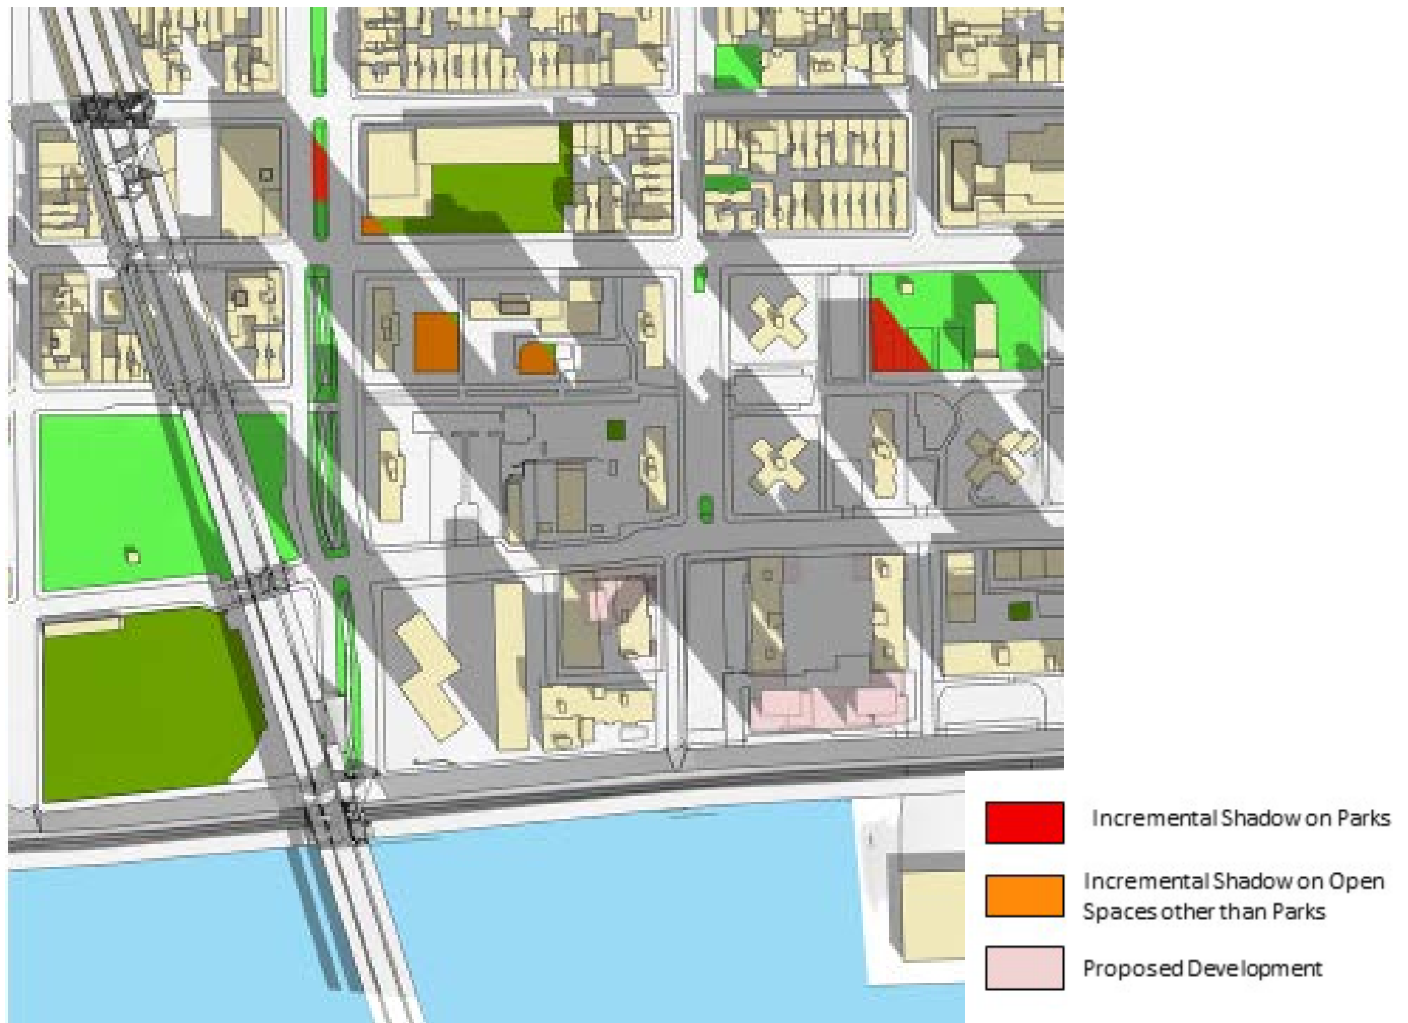 Incremental Shadow on Parks
Incremental Shadow on Open
Spaces other than Parks
Proposed Development